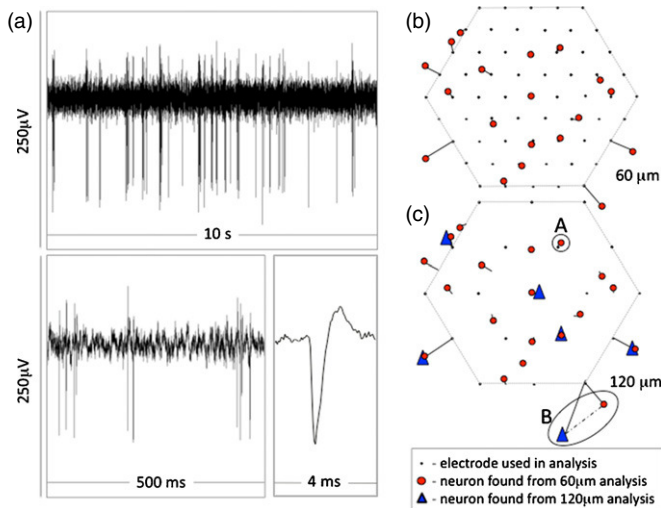 (a)
250μV
10 s
250μV
500 ms
4 ms
(b)
60 μm
(c)
A
120 μm
B
- electrode used in analysis
- neuron found from 60μm analysis
- neuron found from 120μm analysis